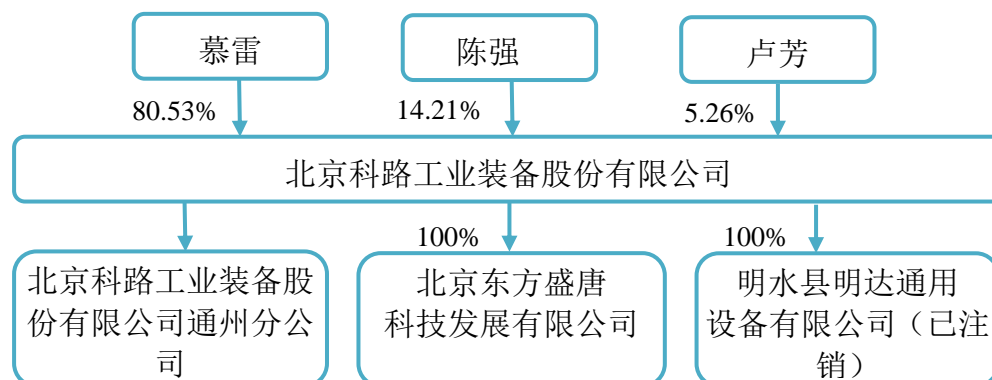 慕雷
陈强
卢芳
80.53%
14.21%
5.26%
北京科路工业装备股份有限公司
100%
100%
北京科路工业装备股
份有限公司通州分公
司
北京东方盛唐
科技发展有限公司
明水县明达通用
设备有限公司（已注
销）